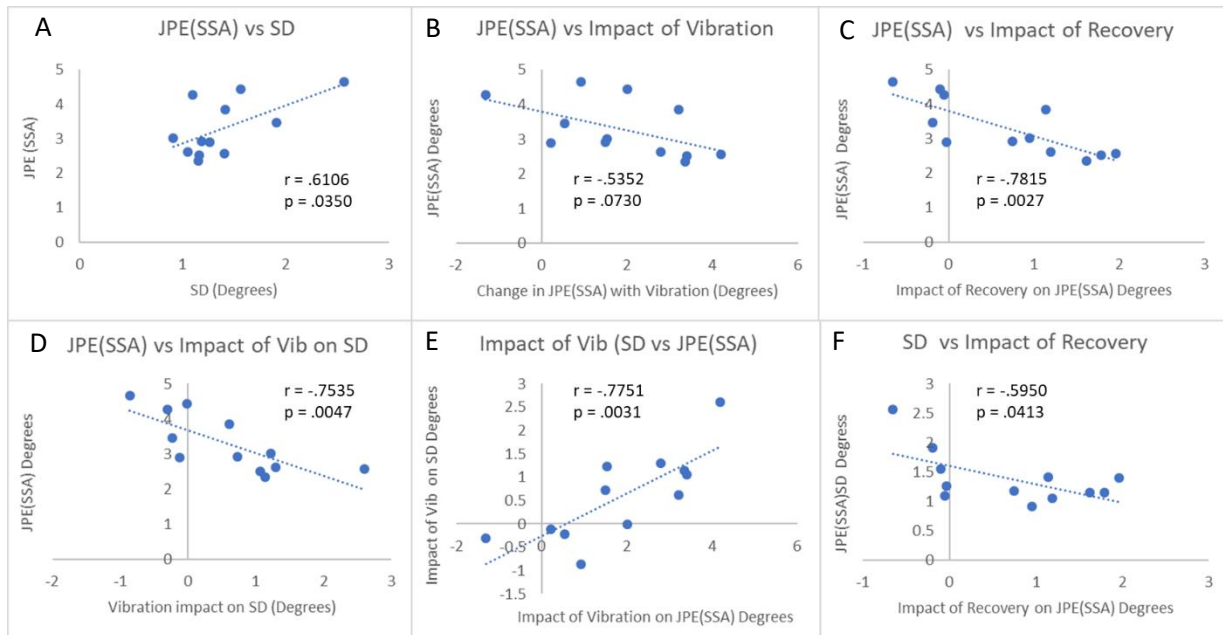 A
JPE(SSA) vs SD
JPE (SSA)
5
4
3
2
1
0
r = .6106
p = .0350
0
1
2
3
SD (Degrees)
B
JPE(SSA) vs Impact of Vibration
JPE(SSA) Degrees
5
4
3
2
1
0
r = -.5352
p = .0730
-2
0
2
4
6
Change in JPE(SSA) with Vibration (Degrees)
C
JPE(SSA) vs Impact of Recovery
JPE(SSA) Degress
5
4
3
2
1
0
r = -.7815
p = .0027
-1
0
1
2
3
Impact of Recovery on JPE(SSA) Degrees
D
JPE(SSA) vs Impact of Vib on SD
JPE(SSA) Degrees
r = -.7535
p = .0047
5
4
3
2
1
0
-1
0
1
2
3
Vibration impact on SD (Degrees)
E
Impact of Vib (SD vs JPE(SSA)
Impact of Vib on SD Degrees
r = -.7751
p = .0031
3
2.5
2
1.5
1
0.5
0
-0.5
-1
-1.5
-2
0
2
4
6
Impact of Vibration on JPE(SSA) Degrees
F
SD vs Impact of Recovery
JPE(SSA)SD Degress
r = -.5950
p = .0413
3
2.5
2
1.5
1
0.5
0
-1
0
1
2
3
Impact of Recovery on JPE(SSA) Degrees